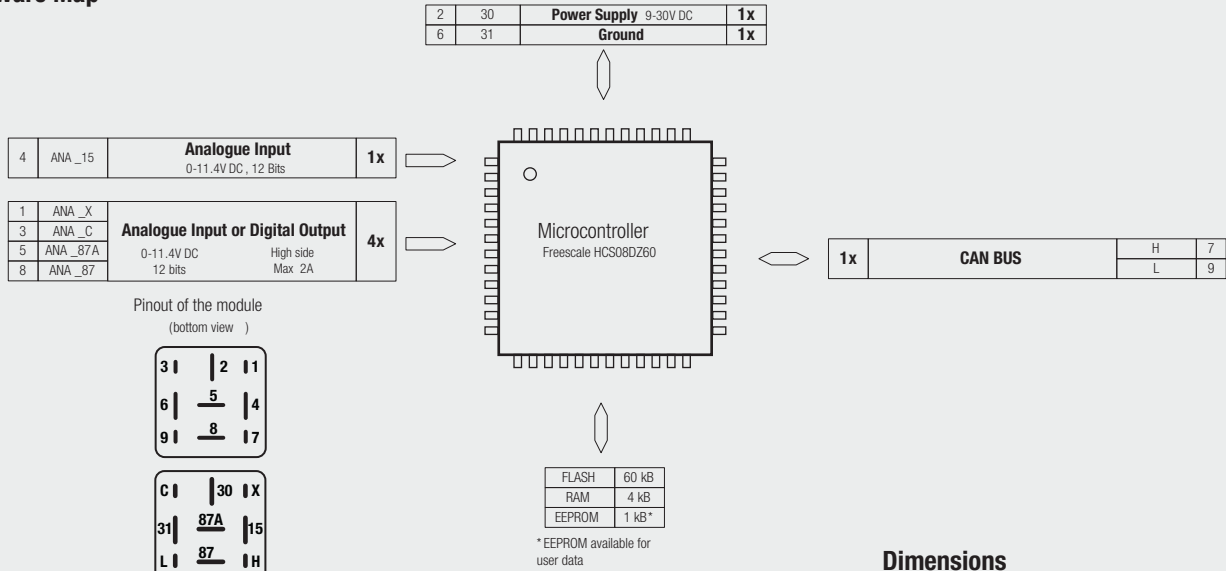 2 30 Power Supply 9-30V DC 1x
6 31 Ground 1x
4 ANA _15 Analogue Input 1x
0-11.4V DC , 12 Bits
1 ANA _X
3 ANA _C
5 ANA _87A
8 ANA _87
Analogue Input or Digital Output 4x
0-11.4V DC High side
12 bits Max 2A
Microcontroller
Freescale HCS08DZ60
1x CAN BUS H 7
L 9
Pinout of the module
(bottom view )
3 2 1
6 5 4
9 8 7
C 30 X
31 87A 15
L 87 H
FLASH 60 kB
RAM 4 kB
EEPROM 1 kB*
* EEPROM available for
user data
Dimensions